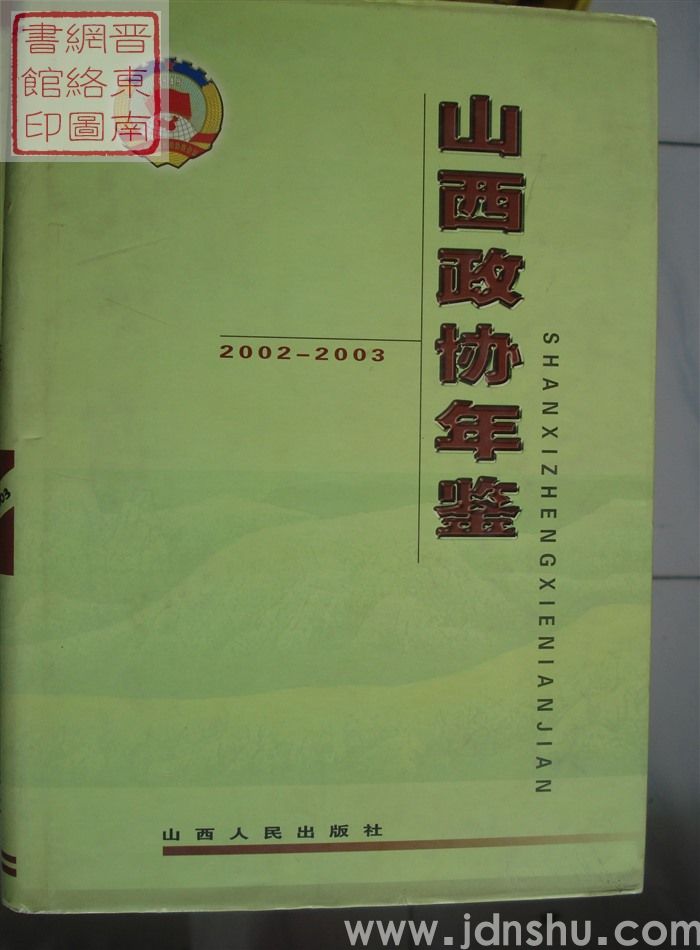 晋東南
網絡圖
書館印
山西政协年鉴
2002-2003
SHANXIZHENGXIENIANJIAN
山西人民出版社
03
www.jdnshu.com